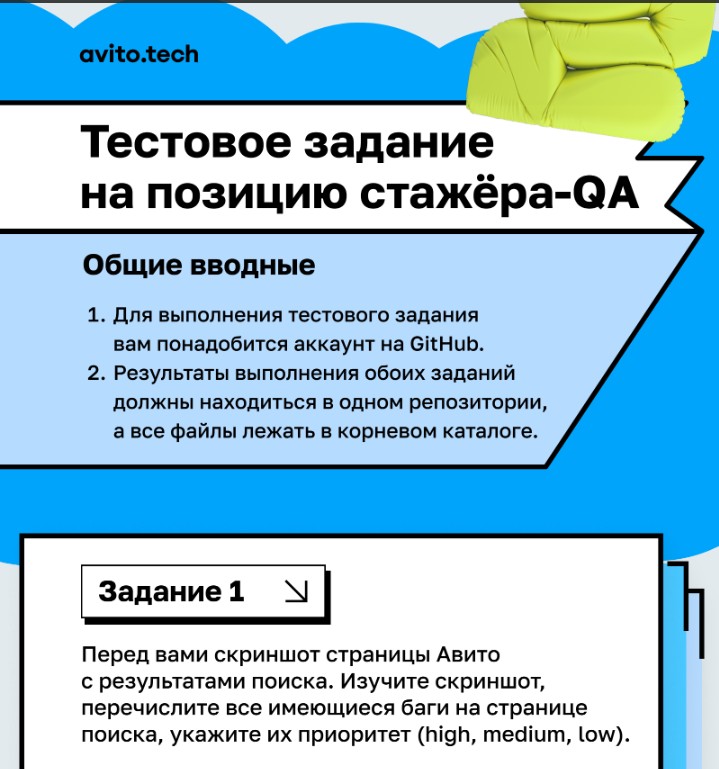 avito.tech
Тестовое задание
на позицию стажёра-QA
Общие вводные
1. Для выполнения тестового задания
вам понадобится аккаунт на GitHub.
2. Результаты выполнения обоих заданий
должны находиться в одном репозитории,
а все файлы лежать в корневом каталоге.
Задание 1
Перед вами скриншот страницы Авито
с результатами поиска. Изучите скриншот,
перечислите все имеющиеся баги на странице
поиска, укажите их приоритет (high, medium, low).